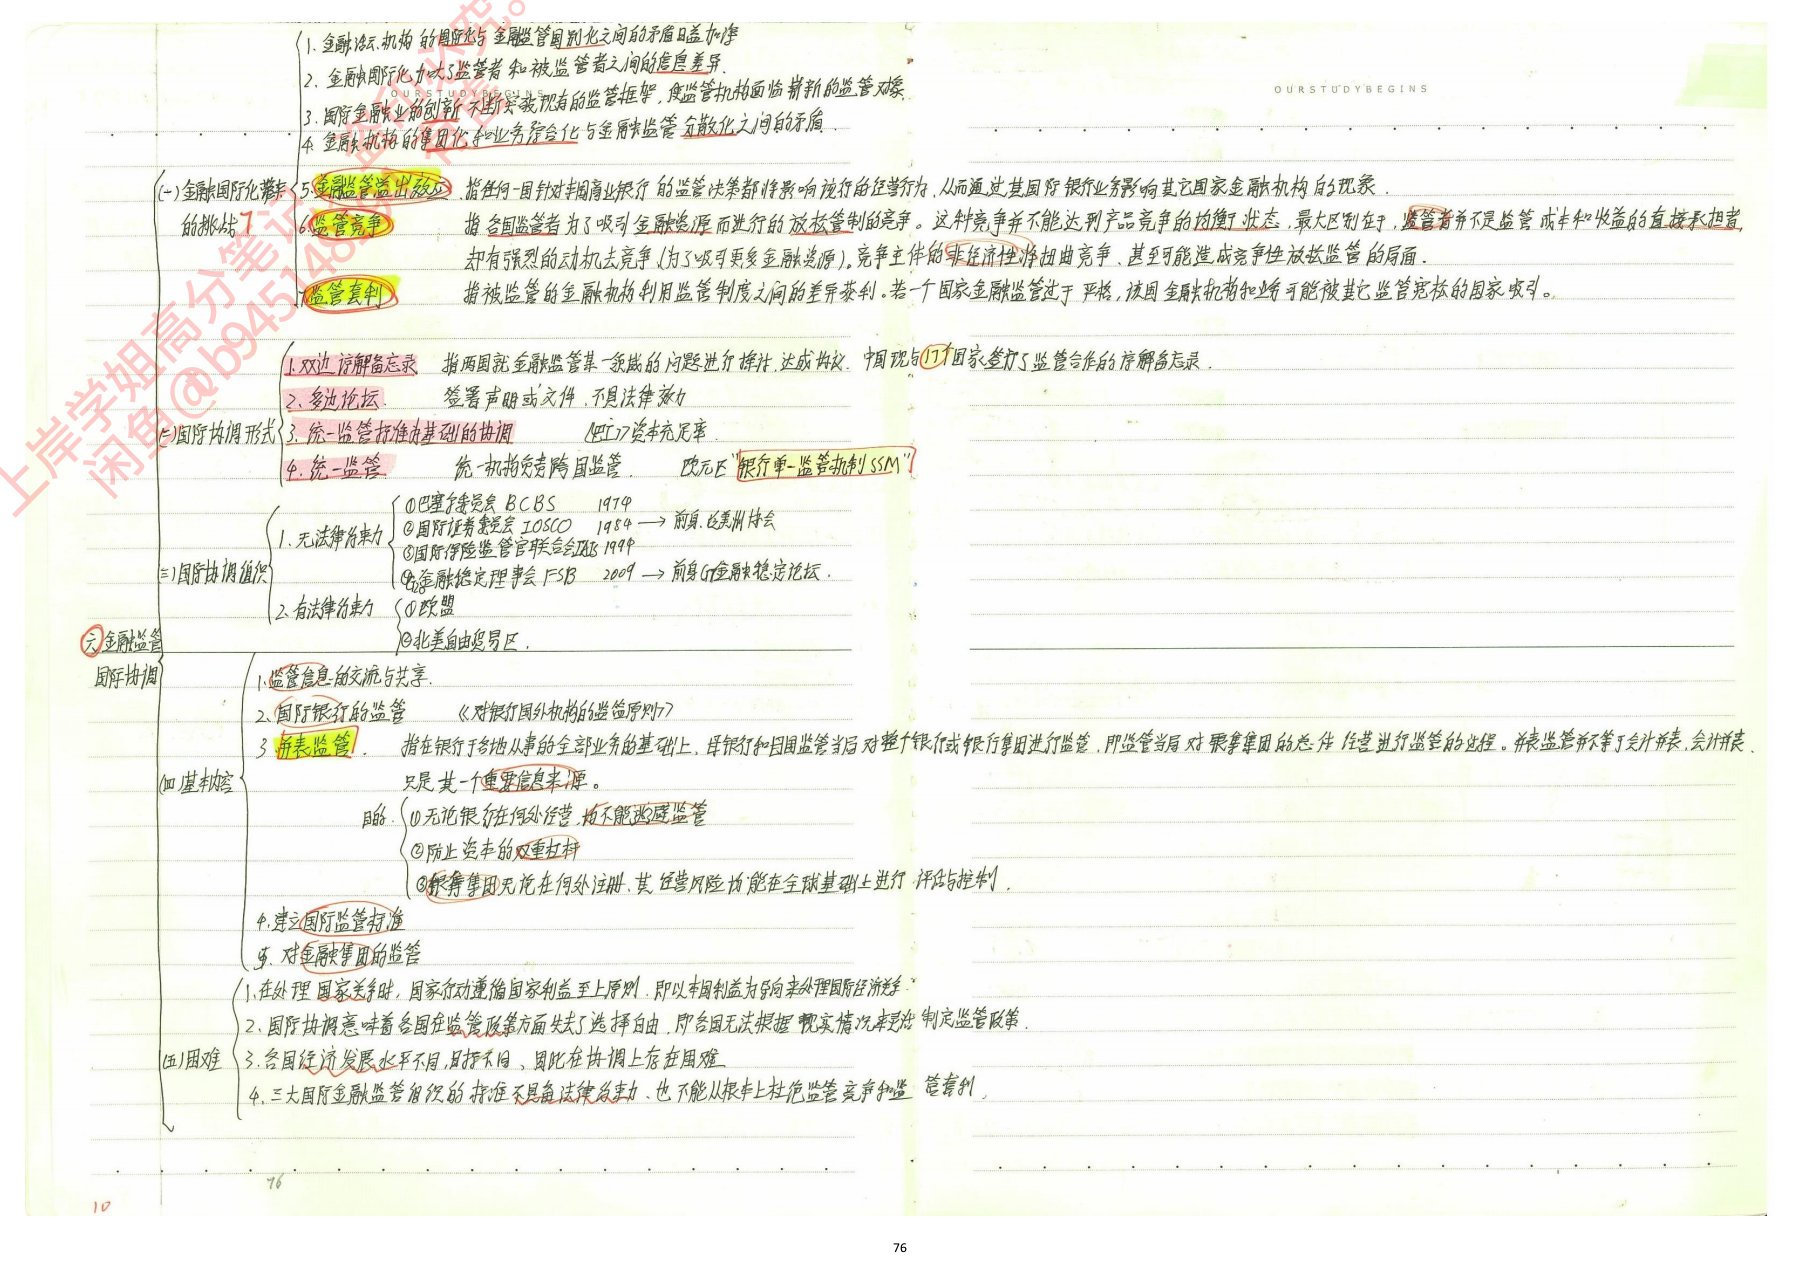 1. 金融活动、机构的国际化与金融监管国别化之间的矛盾日益加深
2. 金融国际化加大了监管者和被监管者之间的信息差异.
OURSTUDYBEGINS
OURSTUDYBEGINS
3. 国际金融业的创新不断突破现有的监管框架, 使监管机构面临崭新的监管对象.
4. 金融机构的集团化和业务综合化与金融监管分散化之间的矛盾.
(一)金融国际化带来的挑战 7
5. 金融监管溢出效应. 指任何一国针对本国商业银行的监管决策都将影响该行的经营行为, 从而通过其国际银行业务影响其它国家金融机构的现象.
6. 监管竞争 指各国监管者为了吸引金融资源而进行的放松管制的竞争。这种竞争并不能达到产品竞争的均衡状态. 最大区别在于, 监管者并不是监管成本和收益的直接承担者,
却有强烈的动机去竞争(为了吸引更多金融资源). 竞争主体的非经济性将扭曲竞争、甚至可能造成竞争性放松监管的局面.
7. 监管套利 指被监管的金融机构利用监管制度之间的差异获利。若一个国家金融监管过于严格, 该国金融机构和业务可能被其它监管宽松的国家吸引。
1. 双边谅解备忘录 指两国就金融监管某一领域的问题进行探讨, 达成协议. 中国现与17个国家签订了监管合作的谅解备忘录.
2. 多边论坛. 签署声明或文件, 不具法律效力
(二)国际协调形式
3. 统一监管标准为基础的协调 《巴Ⅰ》资本充足率.
4. 统一监管 统一机构负责跨国监管. 欧元区"银行单一监管机制SSM"
(三)国际协调组织
1. 无法律约束力
①巴塞尔委员会 BCBS 1974
②国际证券委员会 IOSCO 1984 → 前身: 泛美州协会
③国际保险监管官联合会IAIS 1994
④金融稳定理事会 FSB 2009 → 前身G7金融稳定论坛.
G20
2. 有法律约束力
①欧盟
②北美自由贸易区.
六 金融监管
国际协调
1. 监管信息的交流与共享.
2. 国际银行的监管 《对银行国外机构的监管原则》
3. 并表监管. 指在银行于各地从事的全部业务的基础上, 母银行和母国监管当局对整个银行或银行集团进行监管, 即监管当局对银行集团的总体经营进行监管的过程。并表监管并不等于会计并表, 会计并表
只是其一个重要信息来源。
(四)基本内容
目的.
①无论银行在何处经营, 均不能逃避监管
②防止资本的双重杠杆
③银行集团无论在何处注册, 其经营风险均能在全球基础上进行评估与控制.
4. 建立国际监管标准
5. 对金融集团的监管
1. 在处理国家关系时, 国家行动遵循国家利益至上原则, 即以本国利益为导向来处理国际经济关系.
2. 国际协调意味着各国在监管政策方面失去了选择自由, 即各国无法根据现实情况来灵活制定监管政策.
(五)困难
3. 各国经济发展水平不同, 目标不同、因此在协调上存在困难
4. 三大国际金融监管组织的标准不具备法律约束力、也不能从根本上杜绝监管竞争和监管套利.
76
10
76
上岸学姐高分笔记
闲鱼@b945148